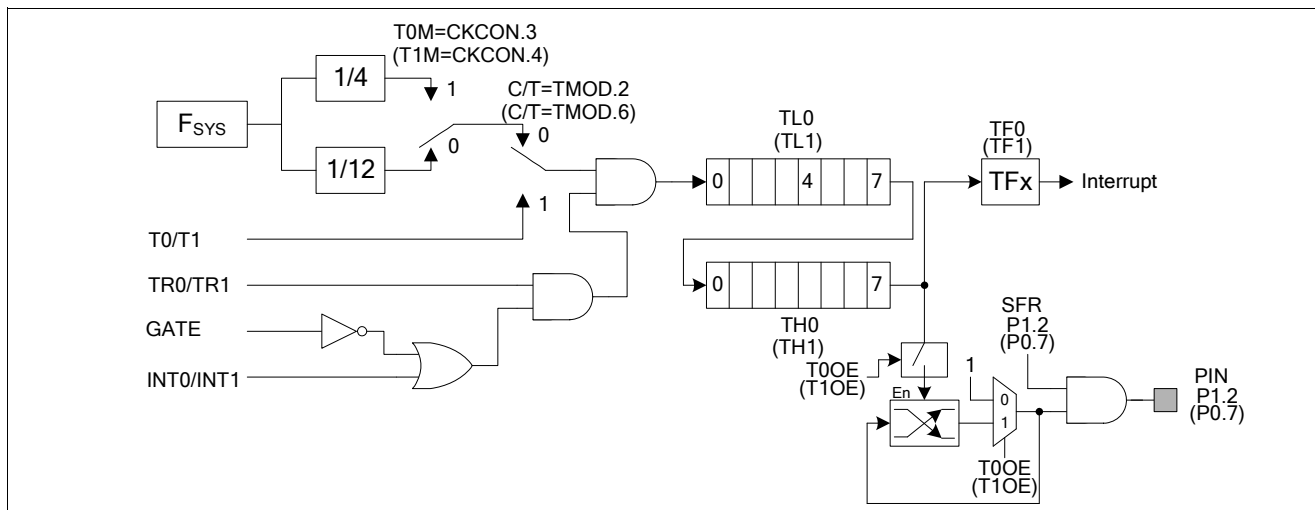 T0M=CKCON.3
(T1M=CKCON.4)
1/4
1
C/T=TMOD.2
(C/T=TMOD.6)
FSYS
0
0
1/12
1
TL0
(TL1)
0 4 7
TF0
(TF1)
TFx
Interrupt
T0/T1
TR0/TR1
GATE
INT0/INT1
0 7
TH0
(TH1)
T0OE
(T1OE)
En
1
0
1
T0OE
(T1OE)
SFR
P1.2
(P0.7)
PIN
P1.2
(P0.7)